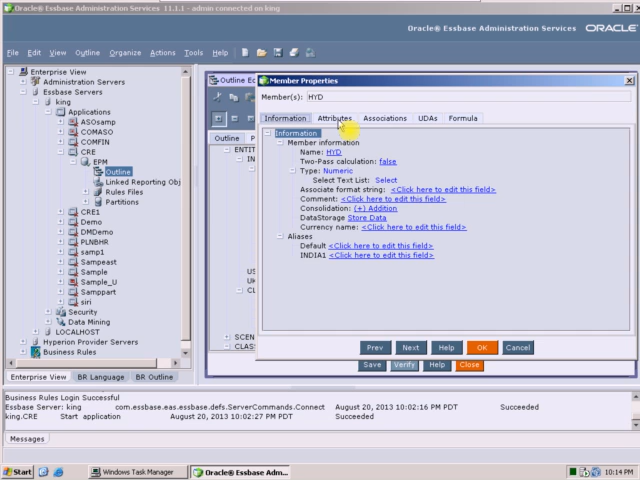 Oracle® Essbase Administration Services 11.1.1 - admin connected on king
Oracle® Essbase Administration Services ORACLE
File Edit View Outline Organize Actions Tools Help
Enterprise View
Administration Servers
Essbase Servers
king
Applications
ASOsamp
COMASO
COMFIN
CRE
EPM
Outline
Linked Reporting Obj
Rules Files
Partitions
CRE1
Demo
DMDemo
PLNBHR
samp1
Sampeast
Sample
Sample_U
Samppart
siri
Security
Data Mining
LOCALHOST
Hyperion Provider Servers
Business Rules
Enterprise View BR Language BR Outline
Outline Ec
Outline P
ENTIT
IN
US
UK
CL
SCEN
CLAS
Member Properties
Member(s): HYD
Information Attributes Associations UDAs Formula
Information
Member information
Name: HYD
Two-Pass calculation: false
Type: Numeric
Select Text List: Select
Associate format string: <Click here to edit this field>
Comment: <Click here to edit this field>
Consolidation: (+) Addition
DataStorage Store Data
Currency name: <Click here to edit this field>
Aliases
Default <Click here to edit this field>
INDIA1 <Click here to edit this field>
Prev Next Help OK Cancel
Save Verify Help Close
Business Rules Login Successful
Essbase Server: king com.essbase.eas.essbase.defs.ServerCommands.Connect August 20, 2013 10:02:16 PM PDT Succeeded
king.CRE Start application August 20, 2013 10:02:27 PM PDT Succeeded
Messages
Start Windows Task Manager Oracle® Essbase Adm... 10:14 PM